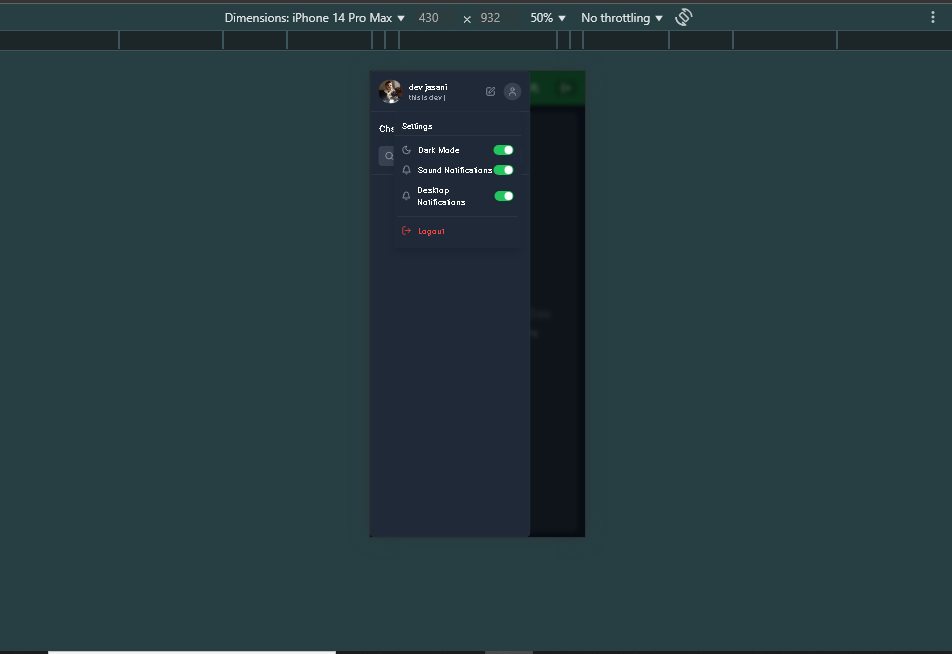 Dimensions: iPhone 14 Pro Max 430 × 932 50% No throttling
dev jasani
this is dev j
Cha
Settings
Dark Mode
Sound Notifications
Desktop
Notifications
Logout